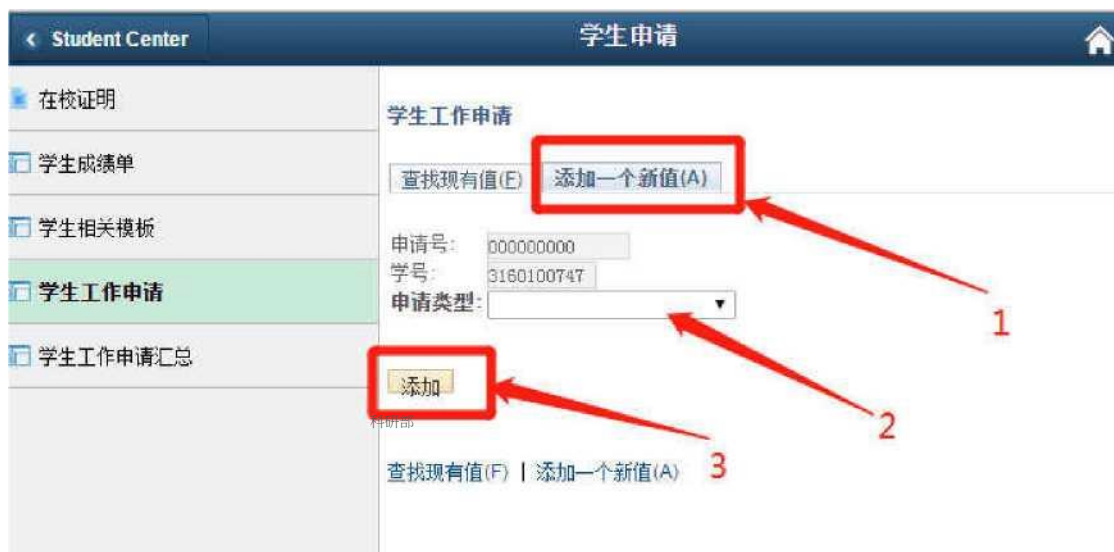 Student Center
学生申请
在校证明
学生成绩单
学生相关模板
学生工作申请
学生工作申请汇总
学生工作申请
查找现有值(F) 添加一个新值(A)
申请号: 000000000
学号: 3160100747
申请类型:
添加
科研部
查找现有值(F) | 添加一个新值(A)
1
2
3